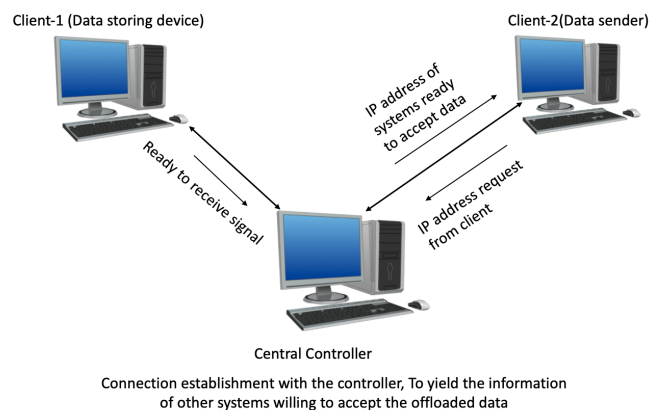 Client-1 (Data storing device)
Client-2(Data sender)
IP address of
systems ready
to accept data
Ready to receive signal
IP address request
from client
Central Controller
Connection establishment with the controller, To yield the information
of other systems willing to accept the offloaded data